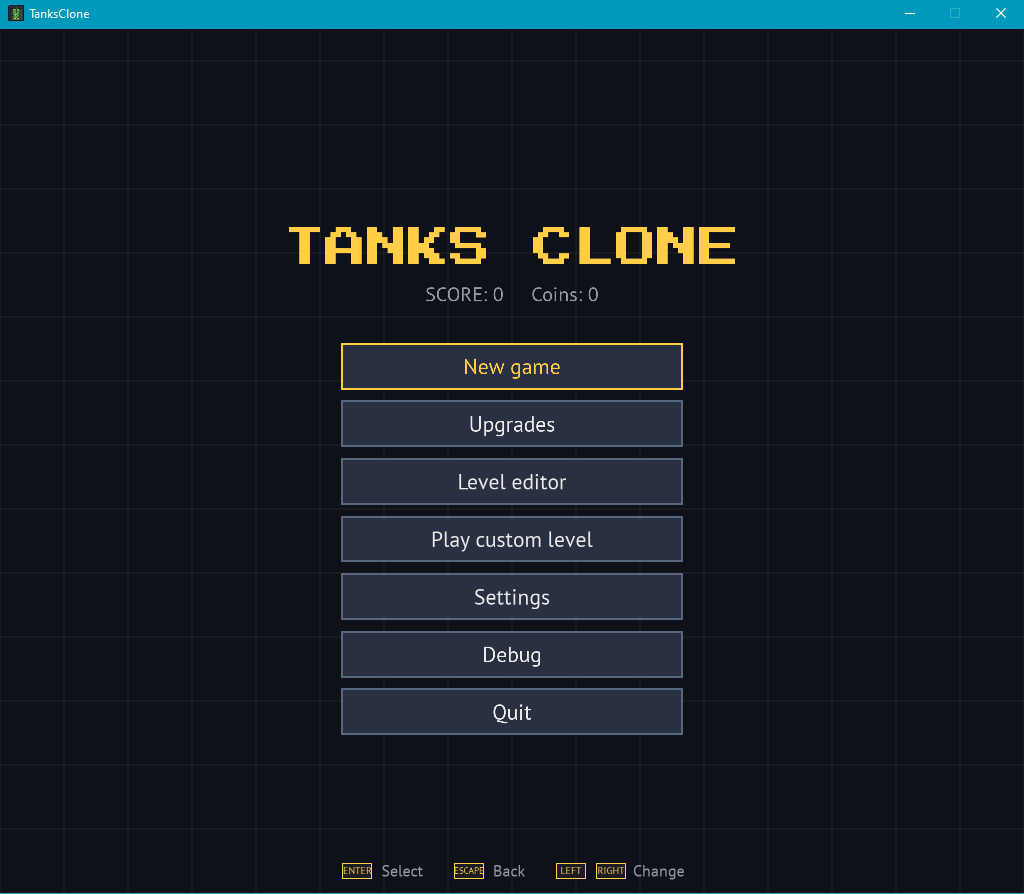 TanksClone
TANKS CLONE
SCORE: 0 Coins: 0
New game
Upgrades
Level editor
Play custom level
Settings
Debug
Quit
ENTER Select ESCAPE Back LEFT RIGHT Change